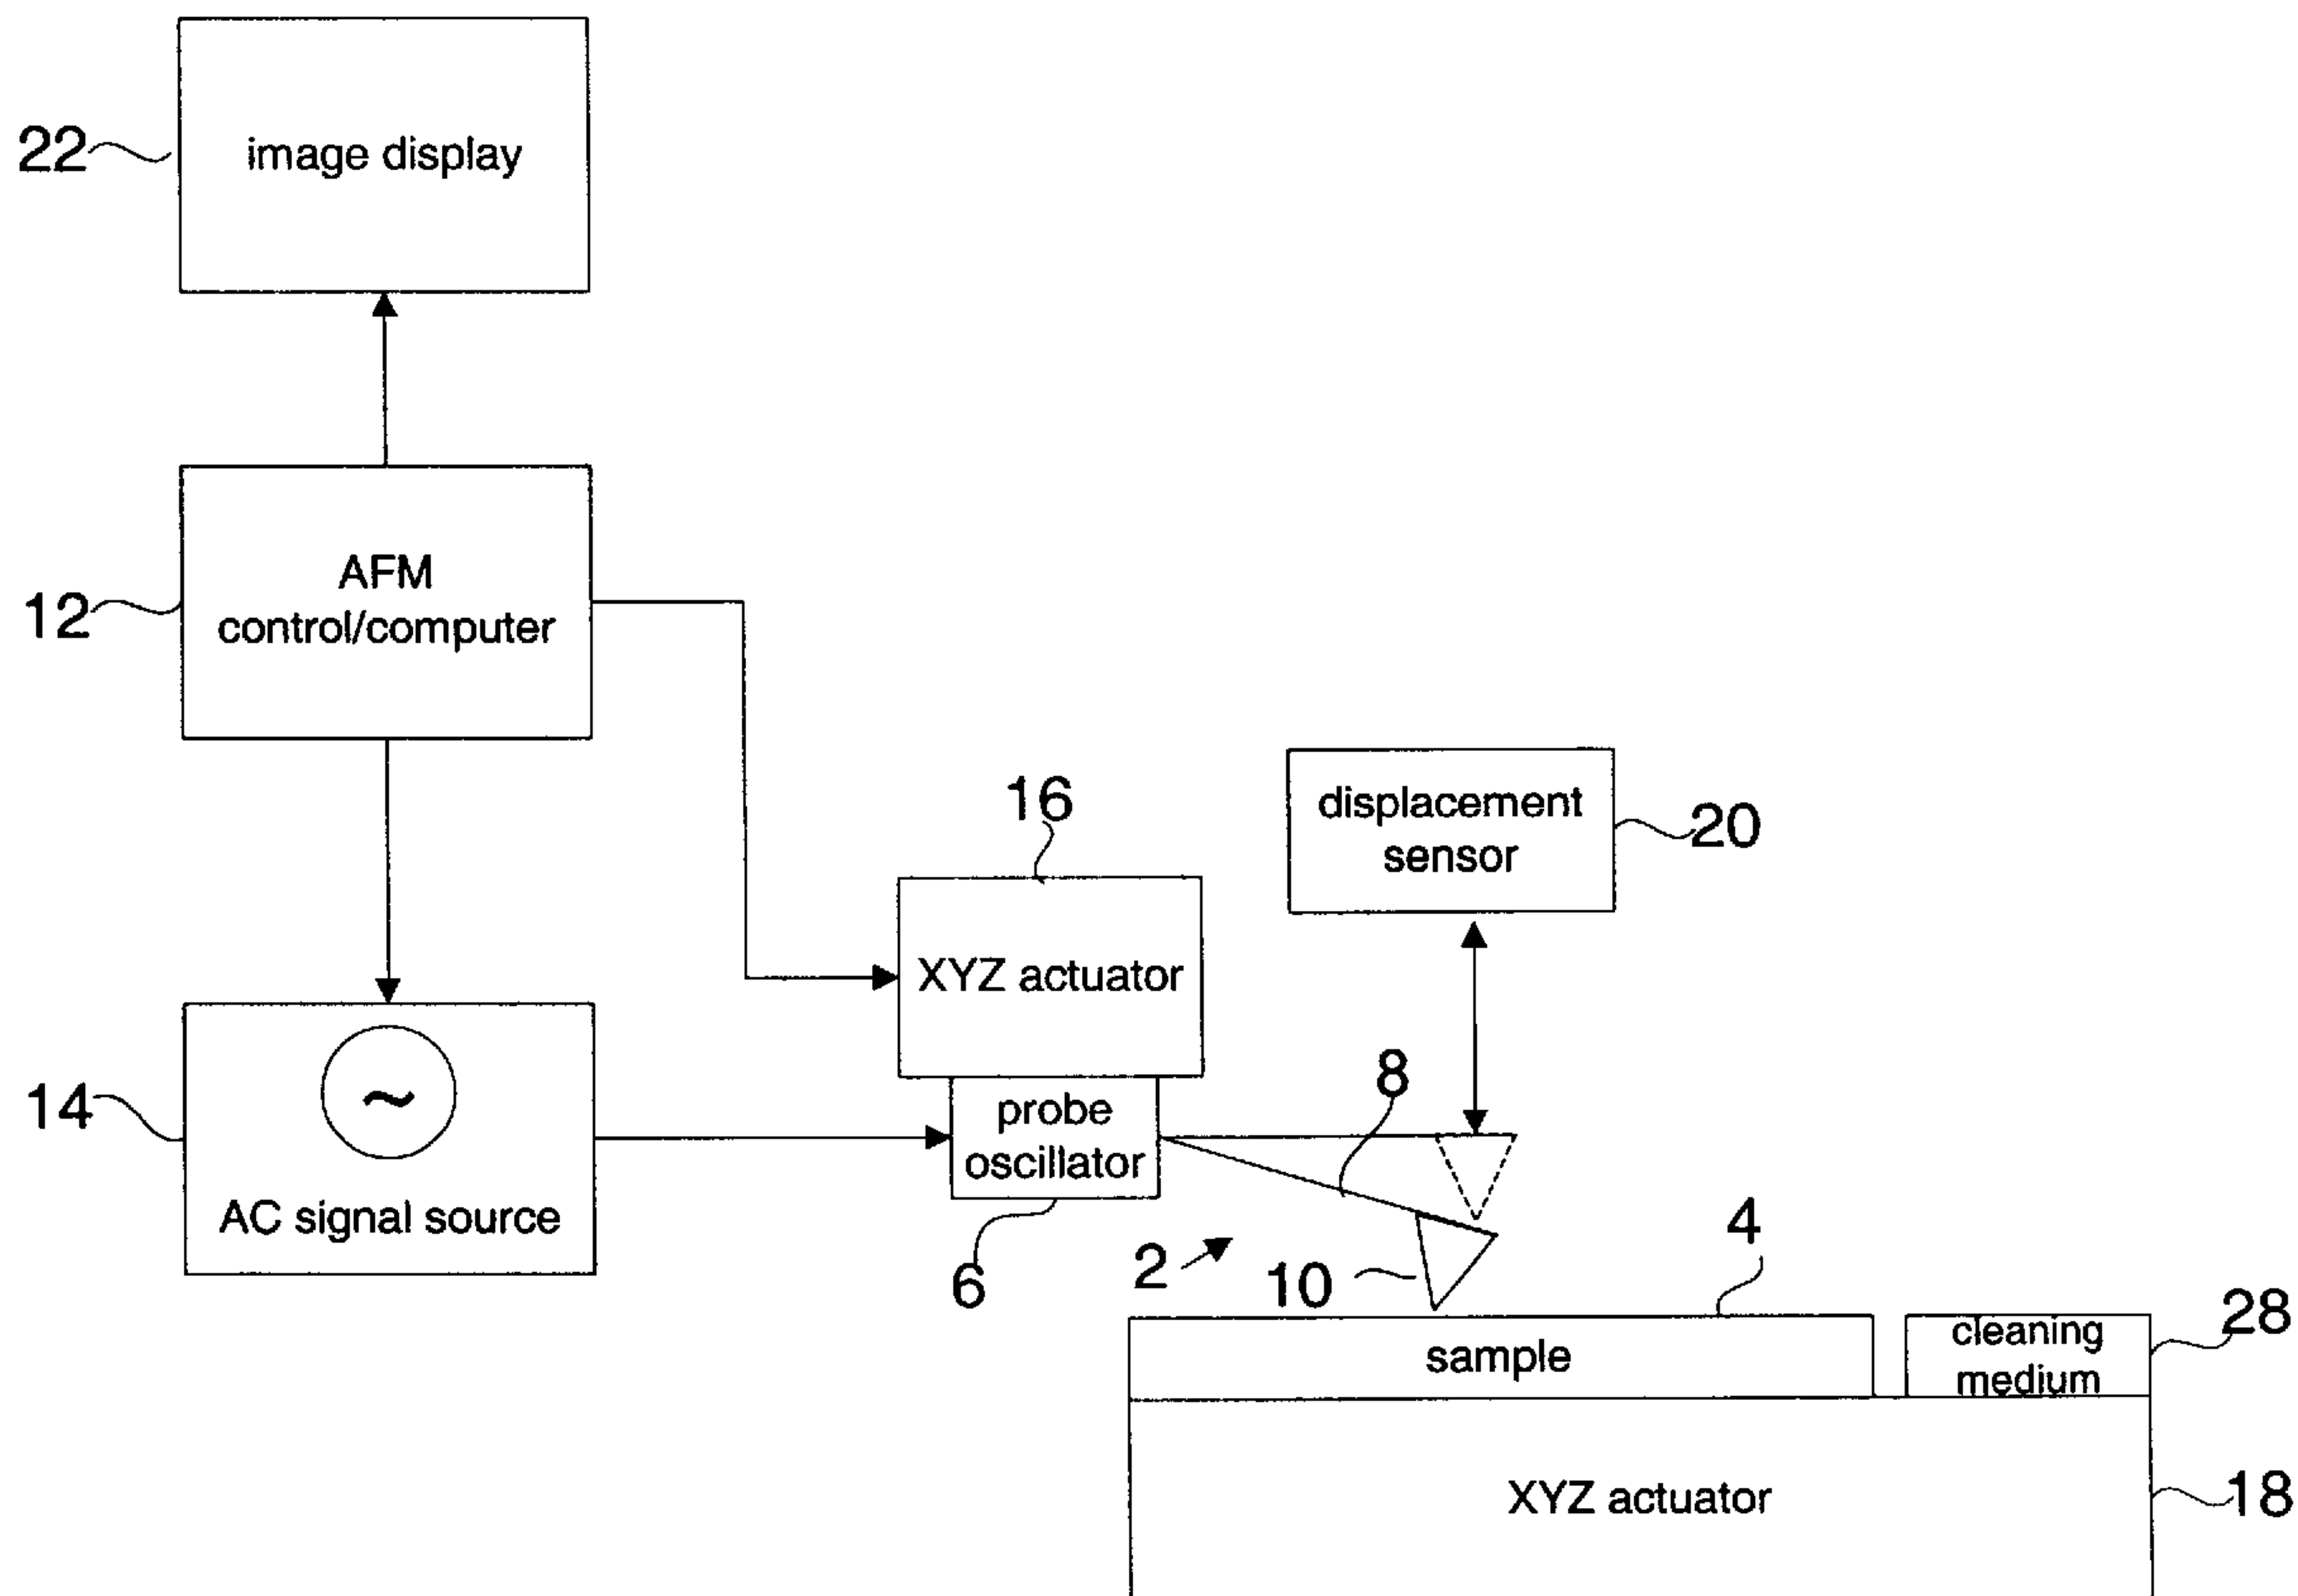 22
image display
AFM
control/computer
12
16
displacement
sensor
20
XYZ actuator
8
14
~
AC signal source
probe
oscillator
6
2
10
4
28
cleaning
medium
sample
XYZ actuator
18